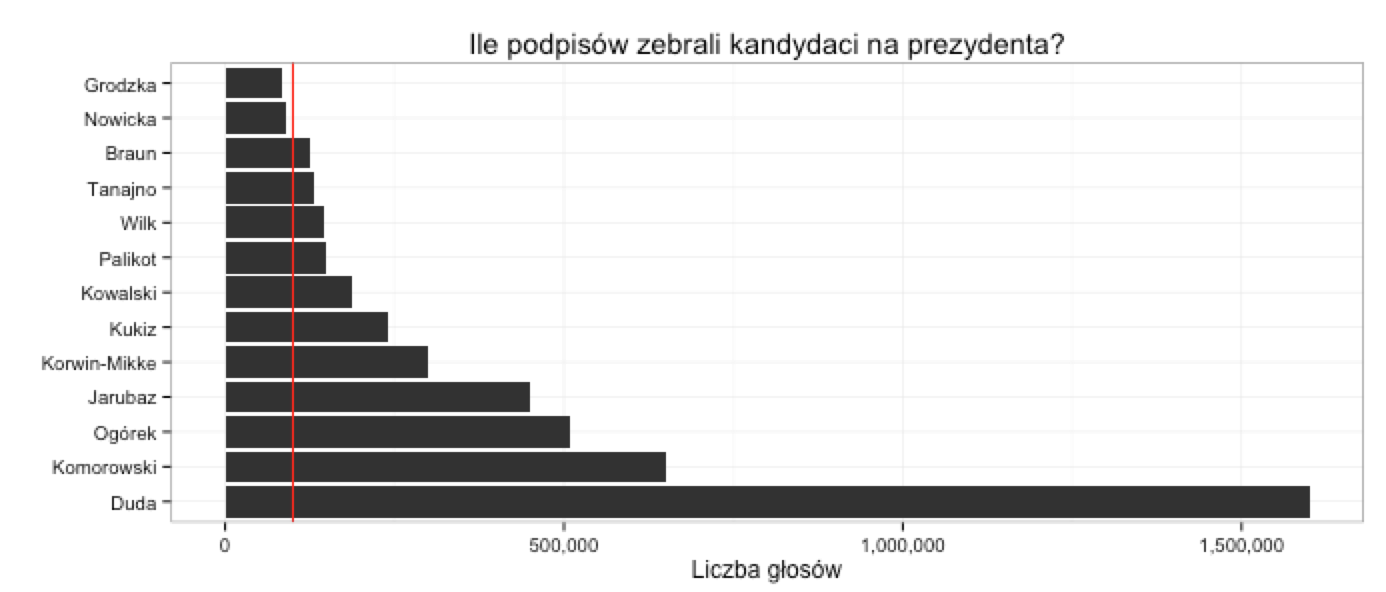 Ile podpisów zebrali kandydaci na prezydenta?
Grodzka
Nowicka
Braun
Tanajno
Wilk
Palikot
Kowalski
Kukiz
Korwin-Mikke
Jarubaz
Ogórek
Komorowski
Duda
0 500,000 1,000,000 1,500,000
Liczba głosów